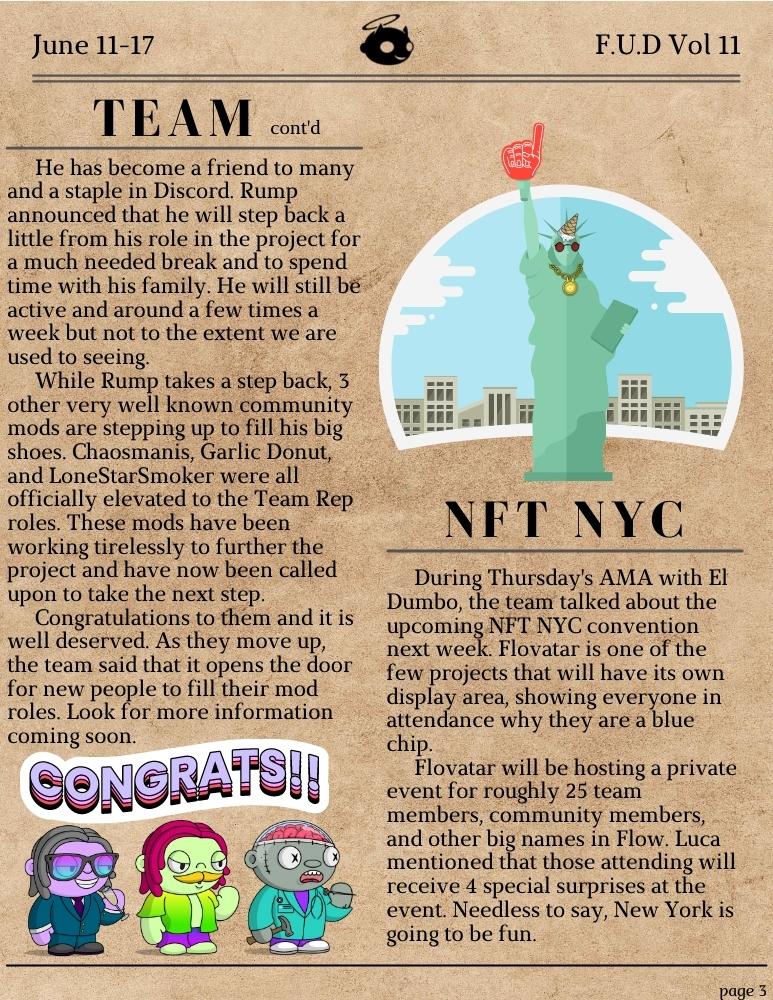 June 11-17
F.U.D Vol 11
TEAM cont'd
He has become a friend to many
and a staple in Discord. Rump
announced that he will step back a
little from his role in the project for
a much needed break and to spend
time with his family. He will still be
active and around a few times a
week but not to the extent we are
used to seeing.
While Rump takes a step back, 3
other very well known community
mods are stepping up to fill his big
shoes. Chaosmanis, Garlic Donut,
and LoneStarSmoker were all
officially elevated to the Team Rep
roles. These mods have been
working tirelessly to further the
project and have now been called
upon to take the next step.
Congratulations to them and it is
well deserved. As they move up,
the team said that it opens the door
for new people to fill their mod
roles. Look for more information
coming soon.
CONGRATS!!
NFT NYC
During Thursday's AMA with El
Dumbo, the team talked about the
upcoming NFT NYC convention
next week. Flovatar is one of the
few projects that will have its own
display area, showing everyone in
attendance why they are a blue
chip.
Flovatar will be hosting a private
event for roughly 25 team
members, community members,
and other big names in Flow. Luca
mentioned that those attending will
receive 4 special surprises at the
event. Needless to say, New York is
going to be fun.
page 3